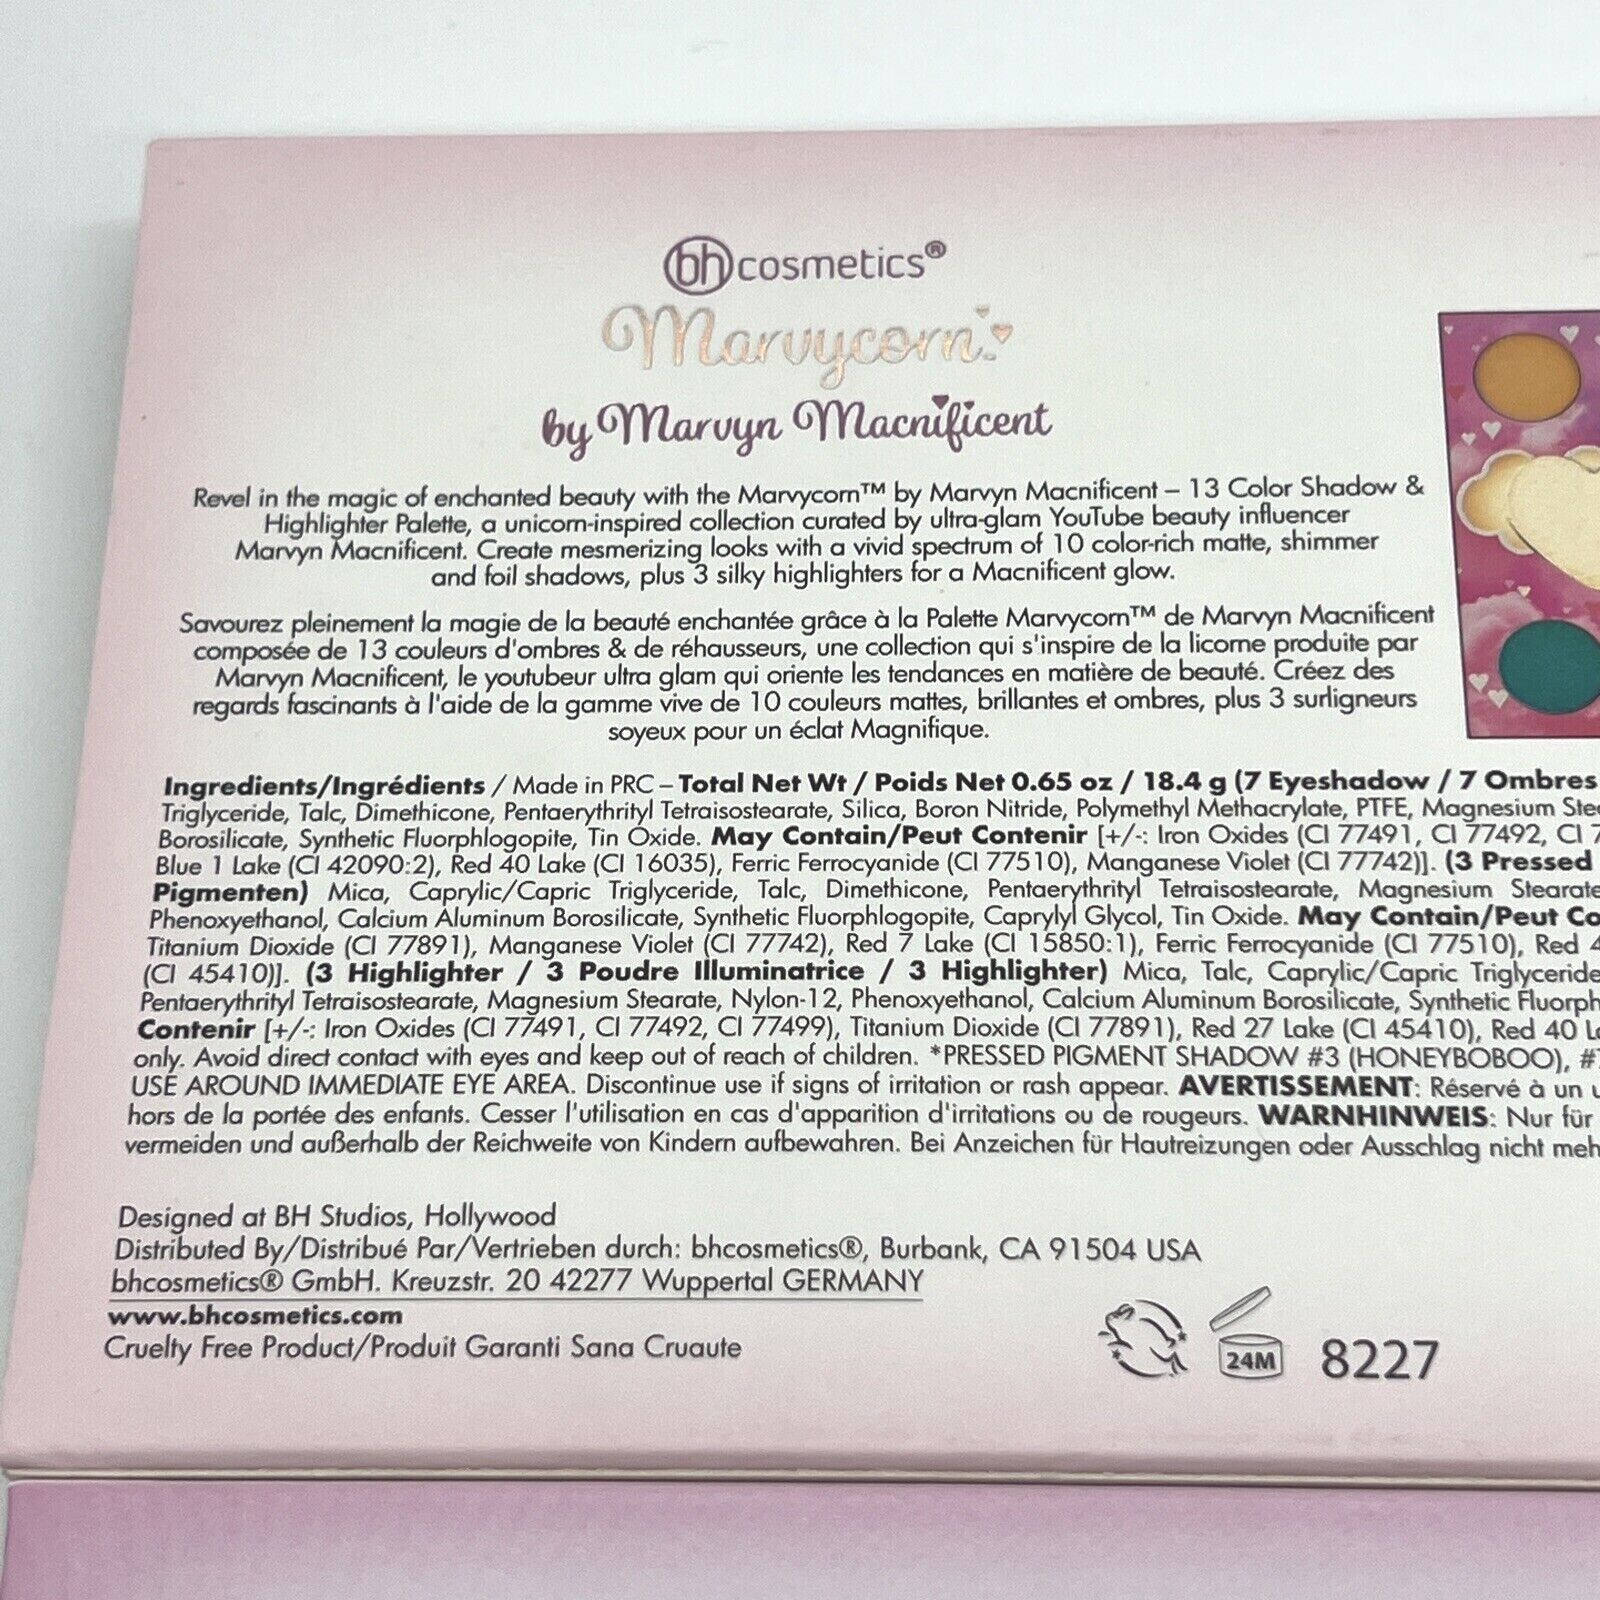 bhcosmetics®
Marvycorn™
by Marvyn Macnificent
Revel in the magic of enchanted beauty with the Marvycorn™ by Marvyn Macnificent – 13 Color Shadow &
Highlighter Palette, a unicorn-inspired collection curated by ultra-glam YouTube beauty influencer
Marvyn Macnificent. Create mesmerizing looks with a vivid spectrum of 10 color-rich matte, shimmer
and foil shadows, plus 3 silky highlighters for a Macnificent glow.
Savourez pleinement la magie de la beauté enchantée grâce à la Palette Marvycorn™ de Marvyn Macnificent
composée de 13 couleurs d'ombres & de réhausseurs, une collection qui s'inspire de la licorne produite par
Marvyn Macnificent, le youtubeur ultra glam qui oriente les tendances en matière de beauté. Créez des
regards fascinants à l'aide de la gamme vive de 10 couleurs mattes, brillantes et ombres, plus 3 surligneurs
soyeux pour un éclat Magnifique.
Ingredients/Ingrédients / Made in PRC – Total Net Wt / Poids Net 0.65 oz / 18.4 g (7 Eyeshadow / 7 Ombres
Triglyceride, Talc, Dimethicone, Pentaerythrityl Tetraisostearate, Silica, Boron Nitride, Polymethyl Methacrylate, PTFE, Magnesium
Borosilicate, Synthetic Fluorphlogopite, Tin Oxide. May Contain/Peut Contenir [+/-: Iron Oxides (CI 77491, CI 77492, CI 7
Blue 1 Lake (CI 42090:2), Red 40 Lake (CI 16035), Ferric Ferrocyanide (CI 77510), Manganese Violet (CI 77742)]. (3 Pressed
Pigmenten) Mica, Caprylic/Capric Triglyceride, Talc, Dimethicone, Pentaerythrityl Tetraisostearate, Magnesium Stearate
Phenoxyethanol, Calcium Aluminum Borosilicate, Synthetic Fluorphlogopite, Caprylyl Glycol, Tin Oxide. May Contain/Peut Co
Titanium Dioxide (CI 77891), Manganese Violet (CI 77742), Red 7 Lake (CI 15850:1), Ferric Ferrocyanide (CI 77510), Red 4
(CI 45410)]. (3 Highlighter / 3 Poudre Illuminatrice / 3 Highlighter) Mica, Talc, Caprylic/Capric Triglyceride
Pentaerythrityl Tetraisostearate, Magnesium Stearate, Nylon-12, Phenoxyethanol, Calcium Aluminum Borosilicate, Synthetic Fluorph
Contenir [+/-: Iron Oxides (CI 77491, CI 77492, CI 77499), Titanium Dioxide (CI 77891), Red 27 Lake (CI 45410), Red 40 L
only. Avoid direct contact with eyes and keep out of reach of children. *PRESSED PIGMENT SHADOW #3 (HONEYBOBOO), #
USE AROUND IMMEDIATE EYE AREA. Discontinue use if signs of irritation or rash appear. AVERTISSEMENT: Réservé à un u
hors de la portée des enfants. Cesser l'utilisation en cas d'apparition d'irritations ou de rougeurs. WARNHINWEIS: Nur für
vermeiden und außerhalb der Reichweite von Kindern aufbewahren. Bei Anzeichen für Hautreizungen oder Ausschlag nicht meh
Designed at BH Studios, Hollywood
Distributed By/Distribué Par/Vertrieben durch: bhcosmetics®, Burbank, CA 91504 USA
bhcosmetics® GmbH. Kreuzstr. 20 42277 Wuppertal GERMANY
www.bhcosmetics.com
Cruelty Free Product/Produit Garanti Sana Cruaute
24M
8227